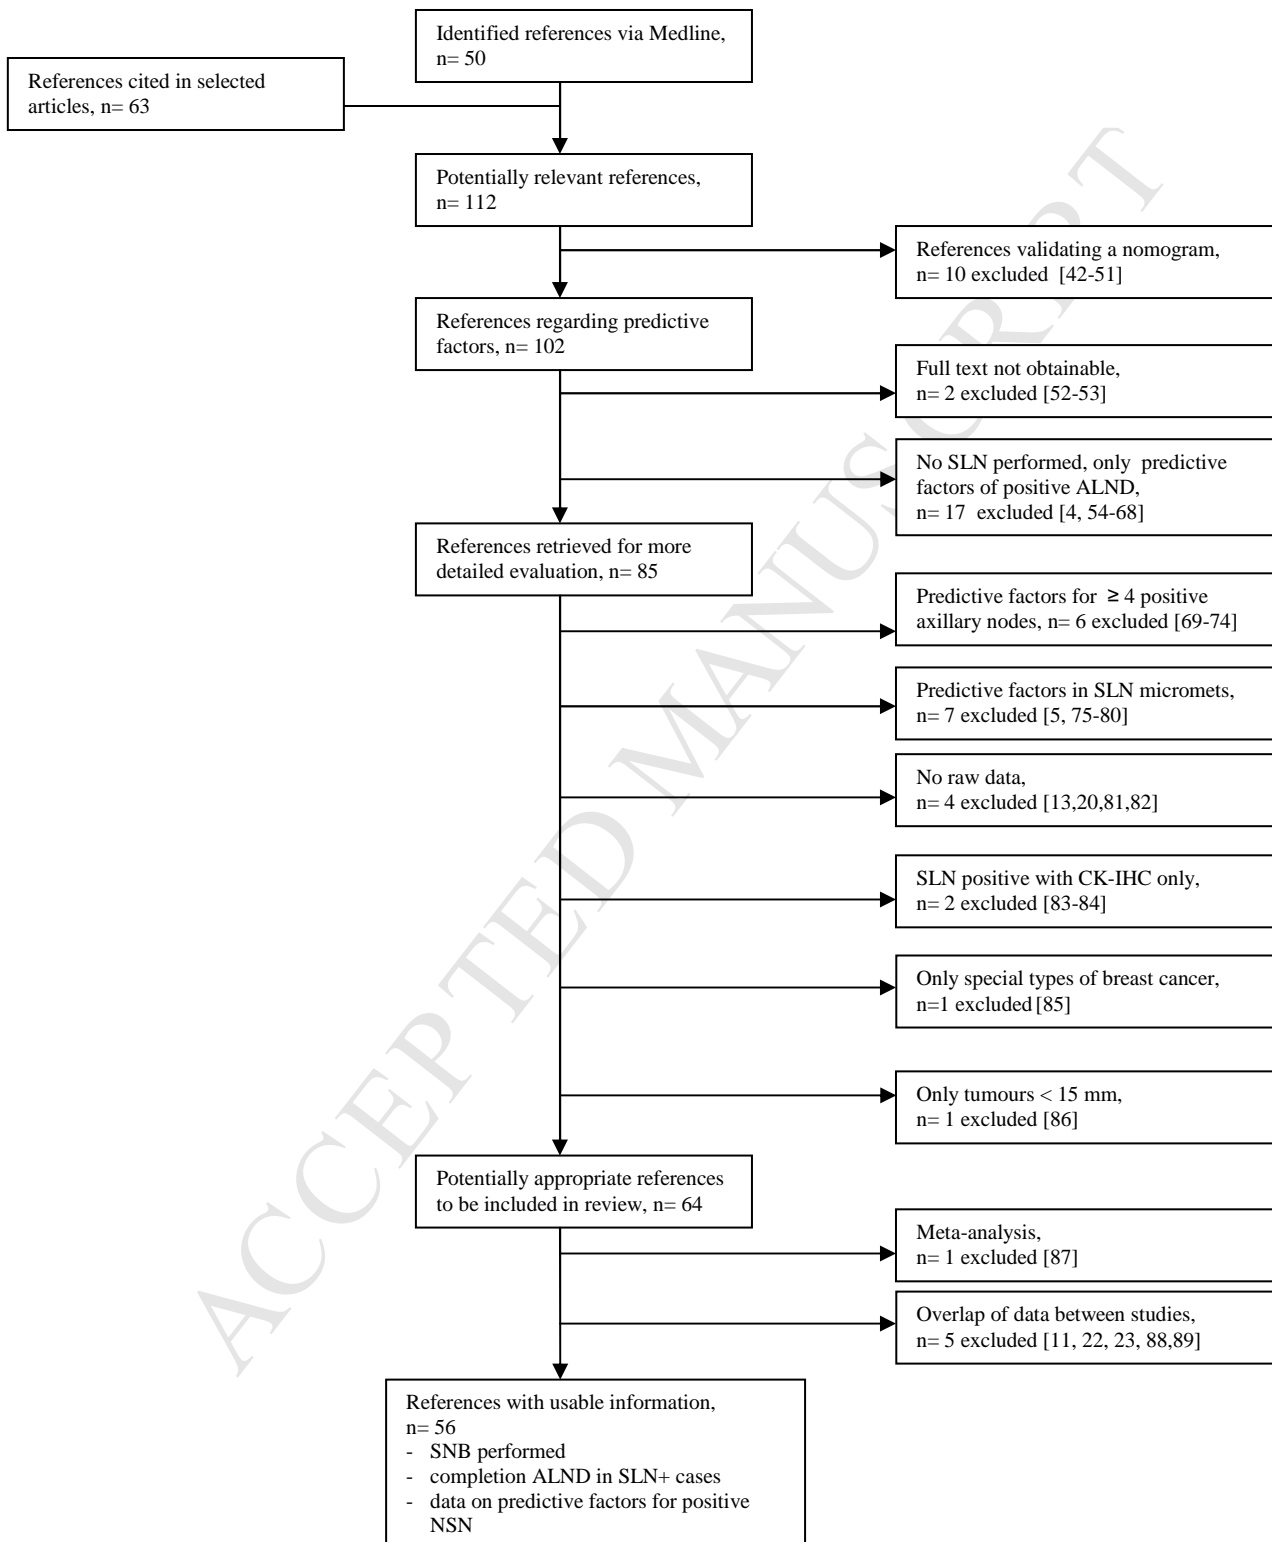 Identified references via Medline,
n= 50
References cited in selected
articles, n= 63
Potentially relevant references,
n= 112
References validating a nomogram,
n= 10 excluded [42-51]
References regarding predictive
factors, n= 102
Full text not obtainable,
n= 2 excluded [52-53]
No SLN performed, only predictive
factors of positive ALND,
n= 17 excluded [4, 54-68]
References retrieved for more
detailed evaluation, n= 85
Predictive factors for ≥ 4 positive
axillary nodes, n= 6 excluded [69-74]
Predictive factors in SLN micromets,
n= 7 excluded [5, 75-80]
No raw data,
n= 4 excluded [13,20,81,82]
SLN positive with CK-IHC only,
n= 2 excluded [83-84]
Only special types of breast cancer,
n=1 excluded [85]
Only tumours < 15 mm,
n= 1 excluded [86]
Potentially appropriate references
to be included in review, n= 64
Meta-analysis,
n= 1 excluded [87]
Overlap of data between studies,
n= 5 excluded [11, 22, 23, 88,89]
References with usable information,
n= 56
- SNB performed
- completion ALND in SLN+ cases
- data on predictive factors for positive
NSN
ACCEPTED MANUSCRIPT